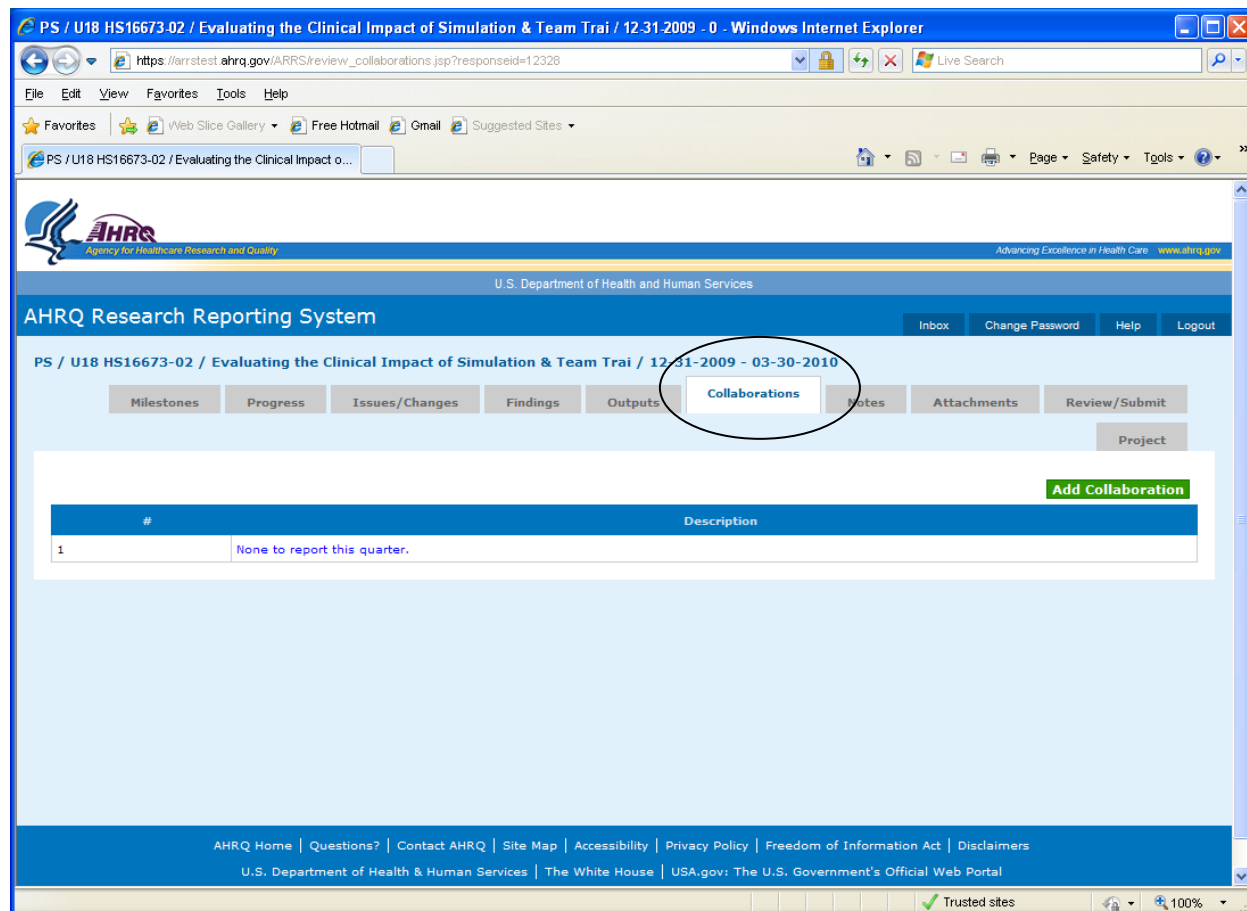 PS / U18 HS16673-02 / Evaluating the Clinical Impact of Simulation & Team Trai / 12-31-2009 - 0 - Windows Internet Explorer
https://arrstest.ahrq.gov/ARRS/review_collaborations.jsp?responseid=12328
Live Search
File Edit View Favorites Tools Help
Favorites Web Slice Gallery Free Hotmail Gmail Suggested Sites
PS / U18 HS16673-02 / Evaluating the Clinical Impact o... Page Safety Tools
AHRQ
Agency for Healthcare Research and Quality
Advancing Excellence in Health Care www.ahrq.gov
U.S. Department of Health and Human Services
AHRQ Research Reporting System
Inbox Change Password Help Logout
PS / U18 HS16673-02 / Evaluating the Clinical Impact of Simulation & Team Trai / 12-31-2009 - 03-30-2010
Milestones Progress Issues/Changes Findings Outputs Collaborations Notes Attachments Review/Submit
Project
Add Collaboration
# Description
1 None to report this quarter.
AHRQ Home | Questions? | Contact AHRQ | Site Map | Accessibility | Privacy Policy | Freedom of Information Act | Disclaimers
U.S. Department of Health & Human Services | The White House | USA.gov: The U.S. Government's Official Web Portal
Trusted sites 100%